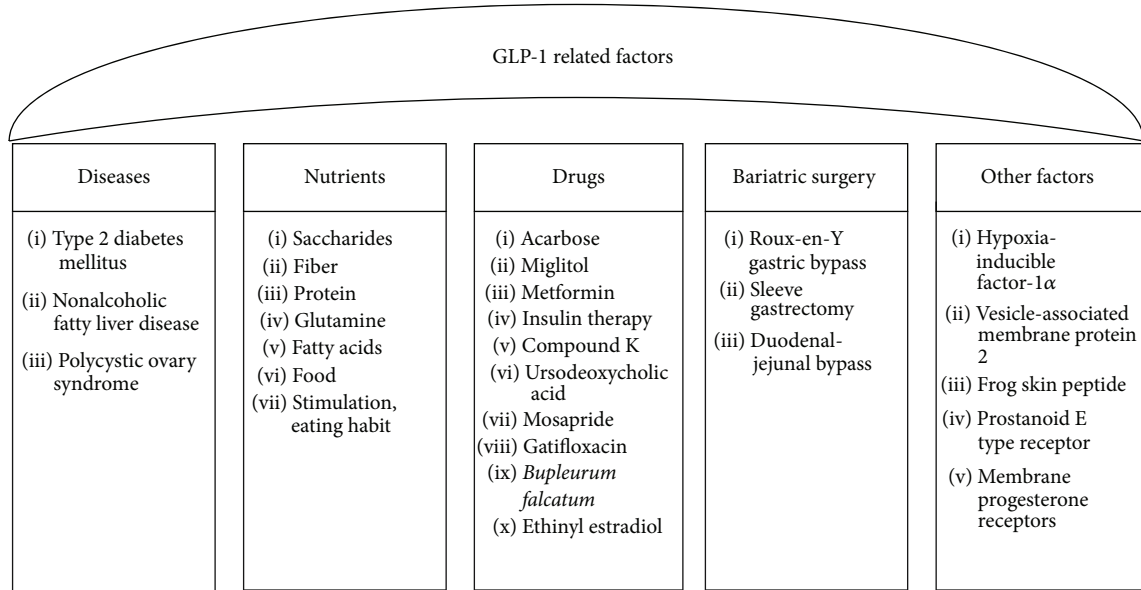 GLP-1 related factors
Diseases
(i) Type 2 diabetes
mellitus
(ii) Nonalcoholic
fatty liver disease
(iii) Polycystic ovary
syndrome
Nutrients
(i) Saccharides
(ii) Fiber
(iii) Protein
(iv) Glutamine
(v) Fatty acids
(vi) Food
(vii) Stimulation,
eating habit
Drugs
(i) Acarbose
(ii) Miglitol
(iii) Metformin
(iv) Insulin therapy
(v) Compound K
(vi) Ursodeoxycholic
acid
(vii) Mosapride
(viii) Gatifloxacin
(ix) Bupleurum
falcatum
(x) Ethinyl estradiol
Bariatric surgery
(i) Roux-en-Y
gastric bypass
(ii) Sleeve
gastrectomy
(iii) Duodenal-
jejunal bypass
Other factors
(i) Hypoxia-
inducible
factor-1α
(ii) Vesicle-associated
membrane protein
2
(iii) Frog skin peptide
(iv) Prostanoid E
type receptor
(v) Membrane
progesterone
receptors